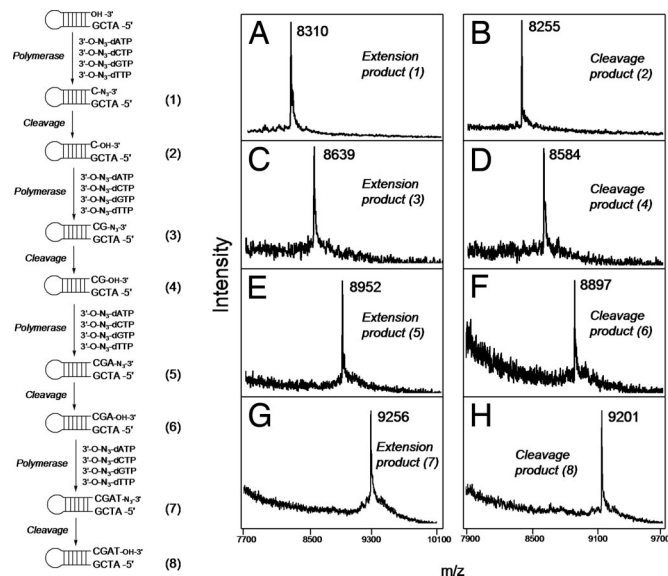 OH -3'
GCTA -5'
Polymerase
3'-O-N3-dATP
3'-O-N3-dCTP
3'-O-N3-dGTP
3'-O-N3-dTTP
C-N3-3'
GCTA -5'
(1)
Cleavage
C-OH-3'
GCTA -5'
(2)
Polymerase
3'-O-N3-dATP
3'-O-N3-dCTP
3'-O-N3-dGTP
3'-O-N3-dTTP
CG-N3-3'
GCTA -5'
(3)
Cleavage
CG-OH-3'
GCTA -5'
(4)
Polymerase
3'-O-N3-dATP
3'-O-N3-dCTP
3'-O-N3-dGTP
3'-O-N3-dTTP
CGA-N3-3'
GCTA -5'
(5)
Cleavage
CGA-OH-3'
GCTA -5'
(6)
Polymerase
3'-O-N3-dATP
3'-O-N3-dCTP
3'-O-N3-dGTP
3'-O-N3-dTTP
CGAT-N3-3'
GCTA -5'
(7)
Cleavage
CGAT-OH-3'
GCTA -5'
(8)
Intensity
A
8310
Extension
product (1)
B
8255
Cleavage
product (2)
C
8639
Extension
product (3)
D
8584
Cleavage
product (4)
E
8952
Extension
product (5)
F
8897
Cleavage
product (6)
G
9256
Extension
product (7)
H
9201
Cleavage
product (8)
7700 8500 9300 10100
7900 8500 9100 9700
m/z